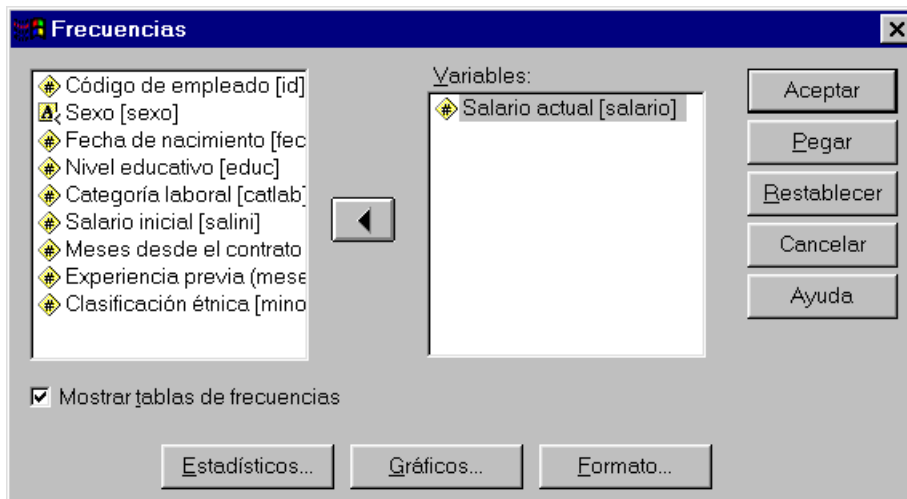 Frecuencias
Código de empleado [id]
Sexo [sexo]
Fecha de nacimiento [fec
Nivel educativo [educ]
Categoría laboral [catlab]
Salario inicial [salini]
Meses desde el contrato
Experiencia previa (mese
Clasificación étnica [mino
Variables:
Salario actual [salario]
Aceptar
Pegar
Restablecer
Cancelar
Ayuda
Mostrar tablas de frecuencias
Estadísticos...
Gráficos...
Formato...